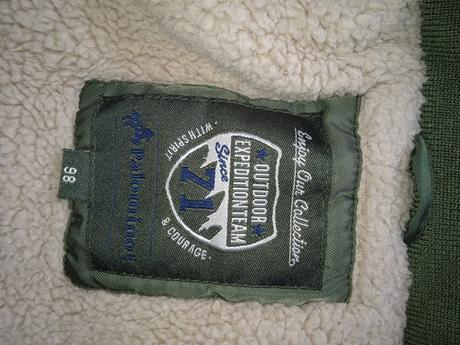 Enjoy Our Collection
OUTDOOR
EXPEDITION TEAM
Since
71
· WITH SPIRIT
& COURAGE ·
Palomino
98